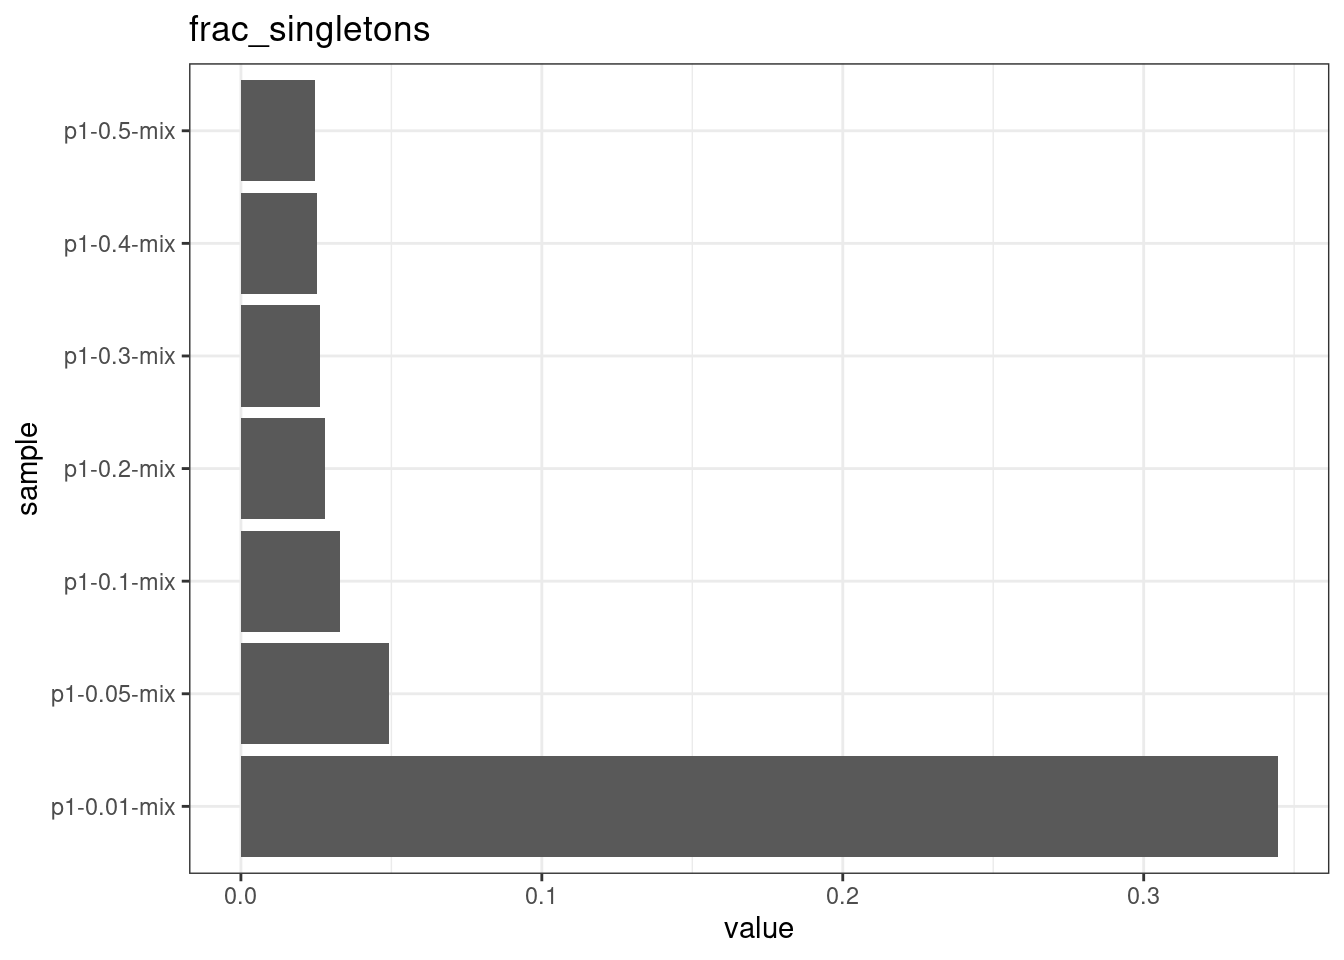 frac_singletons
p1-0.5-mix
p1-0.4-mix
p1-0.3-mix
p1-0.2-mix
p1-0.1-mix
p1-0.05-mix
p1-0.01-mix
sample
0.0 0.1 0.2 0.3
value